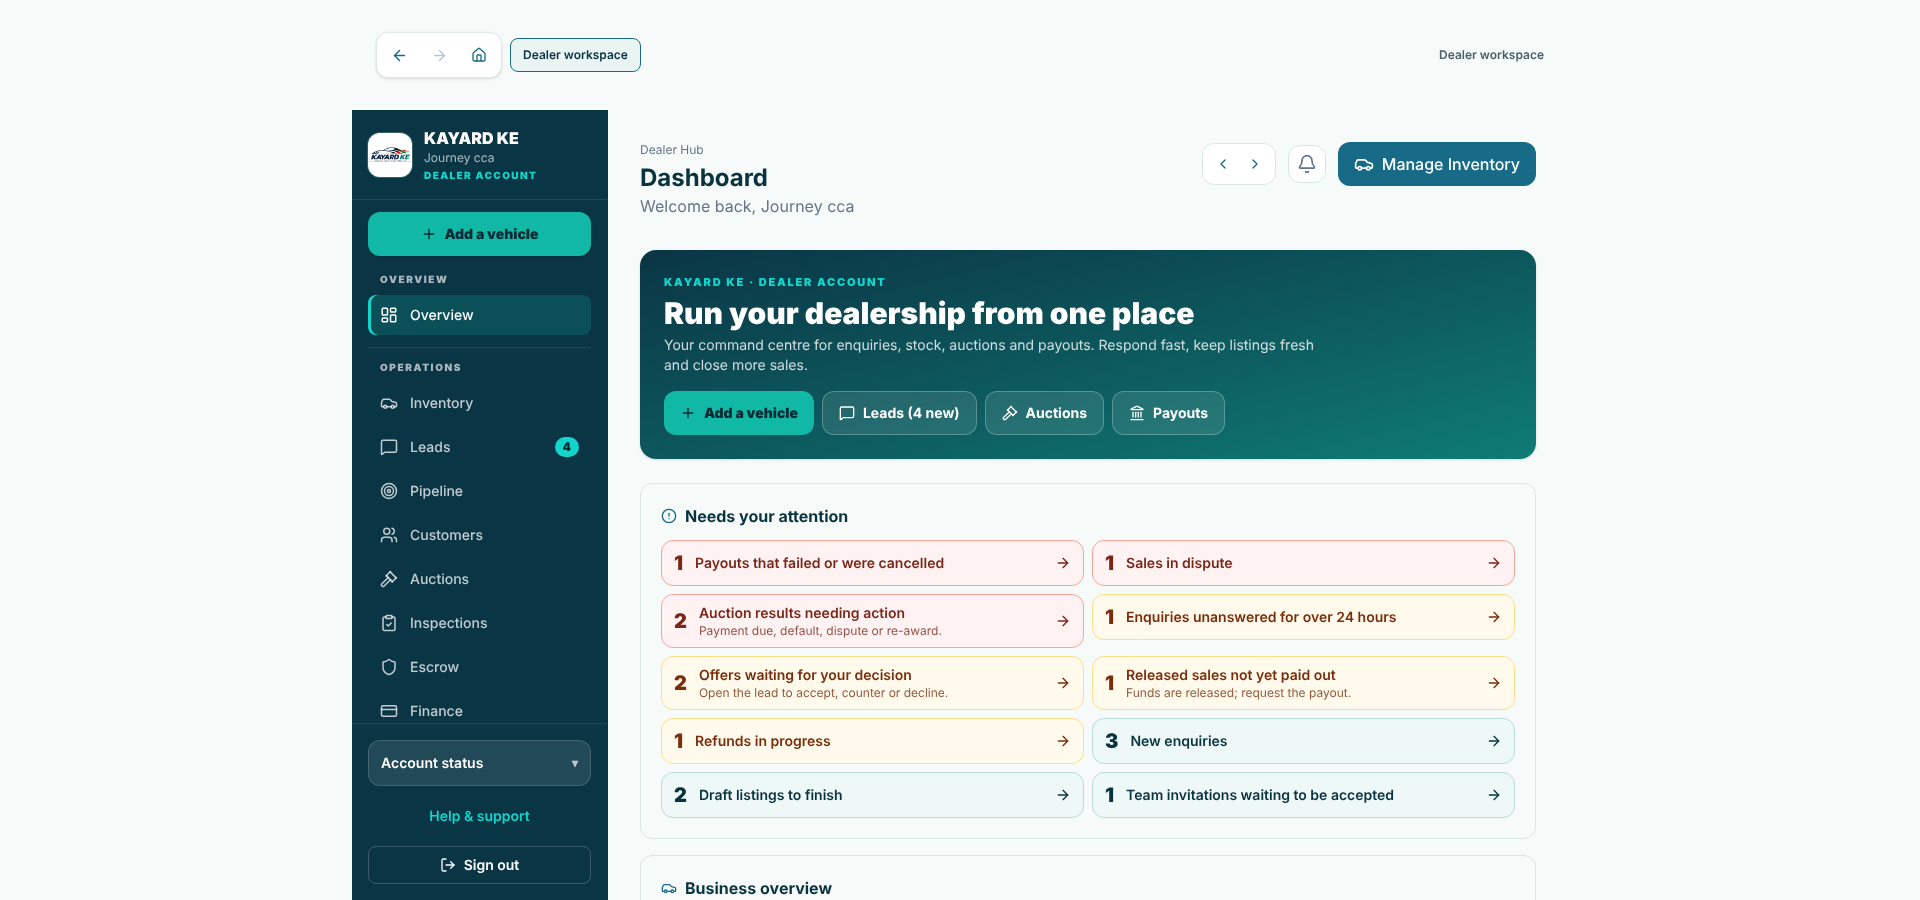 Dealer workspace
Dealer workspace
KAYARD KE
KAYARD KE
Journey cca
DEALER ACCOUNT
Add a vehicle
OVERVIEW
Overview
OPERATIONS
Inventory
Leads 4
Pipeline
Customers
Auctions
Inspections
Escrow
Finance
Account status
Help & support
Sign out
Dealer Hub
Dashboard
Welcome back, Journey cca
Manage Inventory
KAYARD KE · DEALER ACCOUNT
Run your dealership from one place
Your command centre for enquiries, stock, auctions and payouts. Respond fast, keep listings fresh
and close more sales.
Add a vehicle
Leads (4 new)
Auctions
Payouts
Needs your attention
1 Payouts that failed or were cancelled
1 Sales in dispute
2 Auction results needing action
Payment due, default, dispute or re-award.
1 Enquiries unanswered for over 24 hours
2 Offers waiting for your decision
Open the lead to accept, counter or decline.
1 Released sales not yet paid out
Funds are released; request the payout.
1 Refunds in progress
3 New enquiries
2 Draft listings to finish
1 Team invitations waiting to be accepted
Business overview